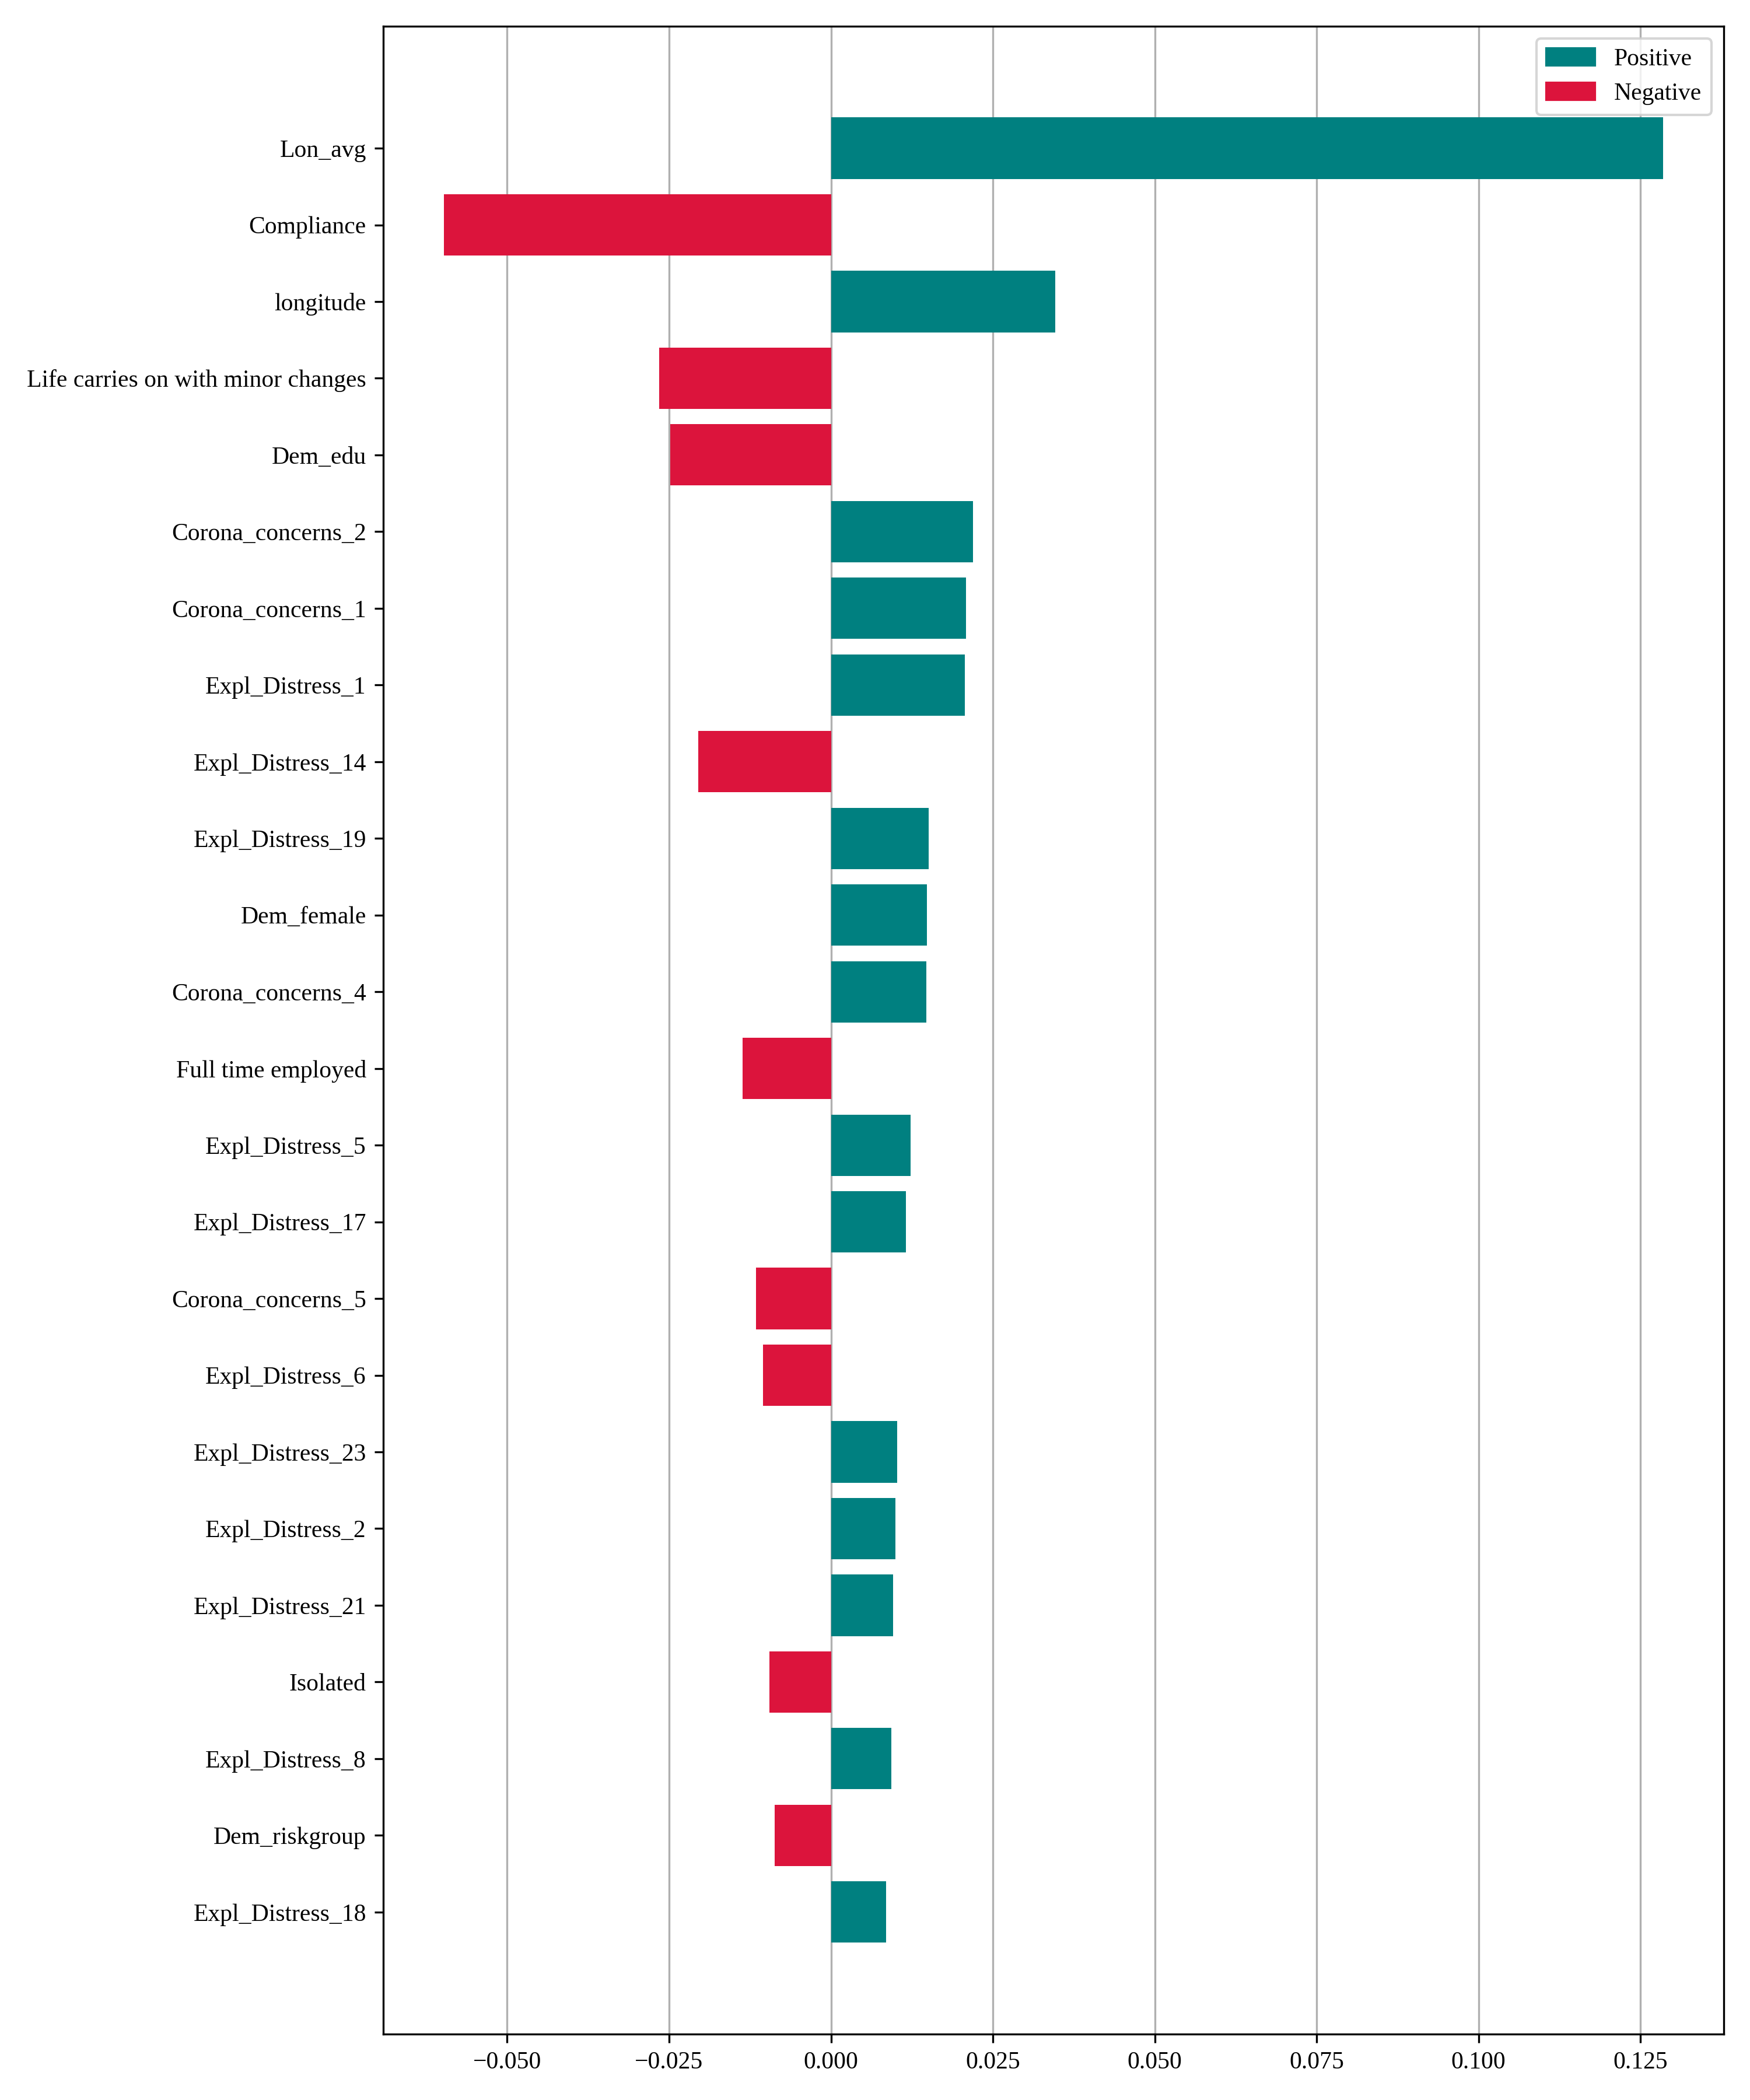 Positive
Negative
Lon_avg
Compliance
longitude
Life carries on with minor changes
Dem_edu
Corona_concerns_2
Corona_concerns_1
Expl_Distress_1
Expl_Distress_14
Expl_Distress_19
Dem_female
Corona_concerns_4
Full time employed
Expl_Distress_5
Expl_Distress_17
Corona_concerns_5
Expl_Distress_6
Expl_Distress_23
Expl_Distress_2
Expl_Distress_21
Isolated
Expl_Distress_8
Dem_riskgroup
Expl_Distress_18
−0.050 −0.025 0.000 0.025 0.050 0.075 0.100 0.125